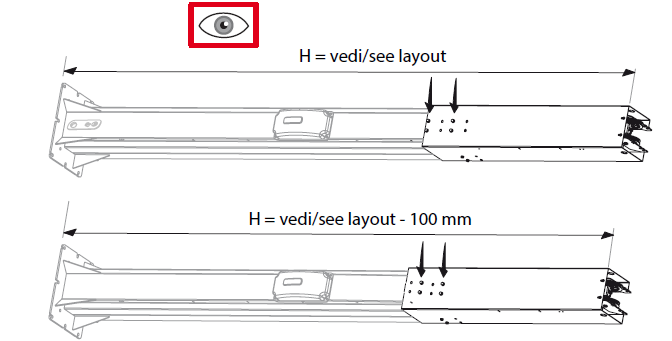 H = vedi/see layout
H = vedi/see layout - 100 mm